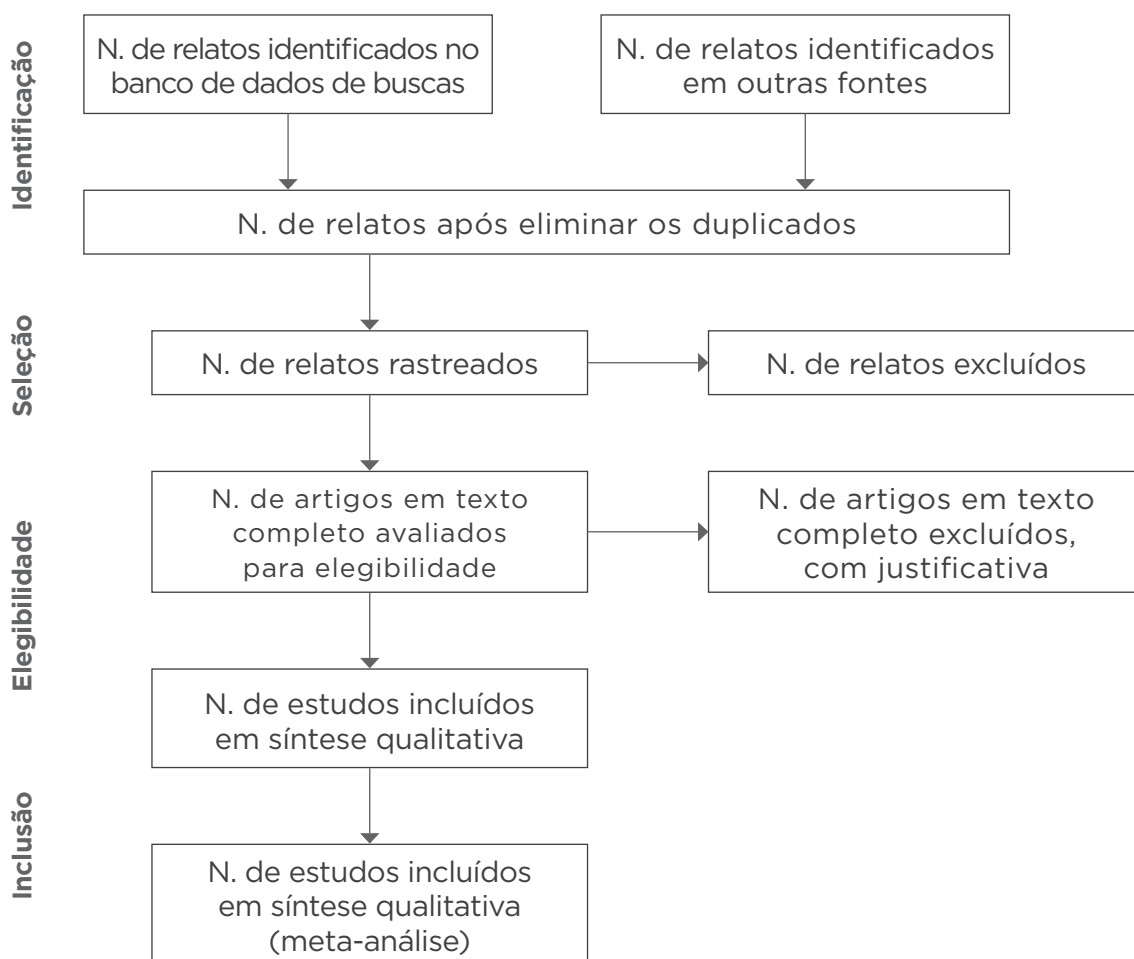 Identificação
N. de relatos identificados no
banco de dados de buscas
N. de relatos identificados
em outras fontes
N. de relatos após eliminar os duplicados
Seleção
N. de relatos rastreados
N. de relatos excluídos
Elegibilidade
N. de artigos em texto
completo avaliados
para elegibilidade
N. de artigos em texto
completo excluídos,
com justificativa
Inclusão
N. de estudos incluídos
em síntese qualitativa
N. de estudos incluídos
em síntese qualitativa
(meta-análise)